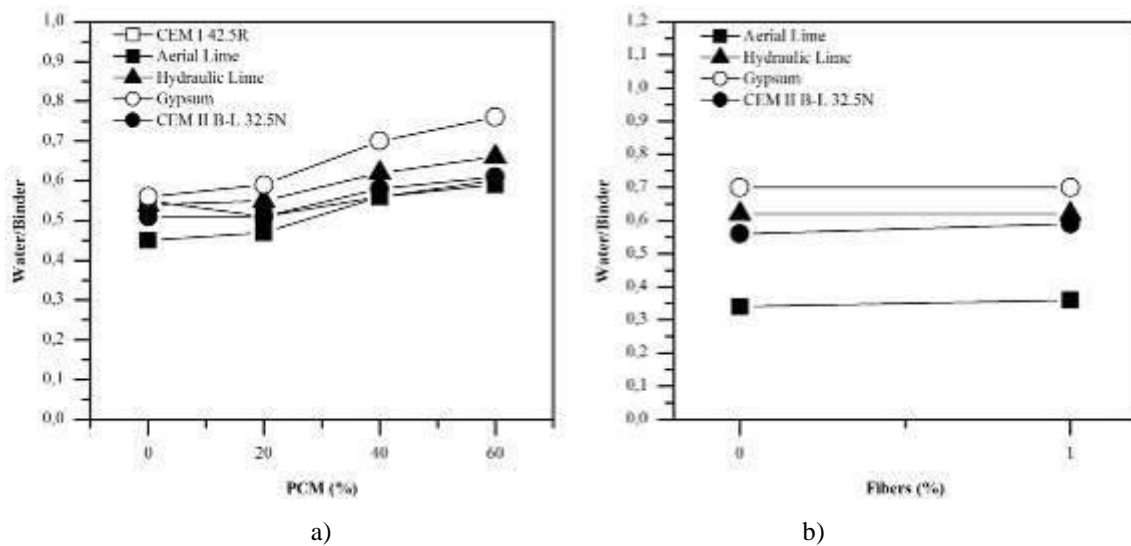 1,0
0,9
0,8
0,7
0,6
0,5
0,4
0,3
0,2
0,1
0,0
Water/Binder
CEM I 42.5R
Aerial Lime
Hydraulic Lime
Gypsum
CEM II B-L 32.5N
0 20 40 60
PCM (%)
a)
1,2
1,1
1,0
0,9
0,8
0,7
0,6
0,5
0,4
0,3
0,2
0,1
0,0
Water/Binder
Aerial Lime
Hydraulic Lime
Gypsum
CEM II B-L 32.5N
0 1
Fibers (%)
b)